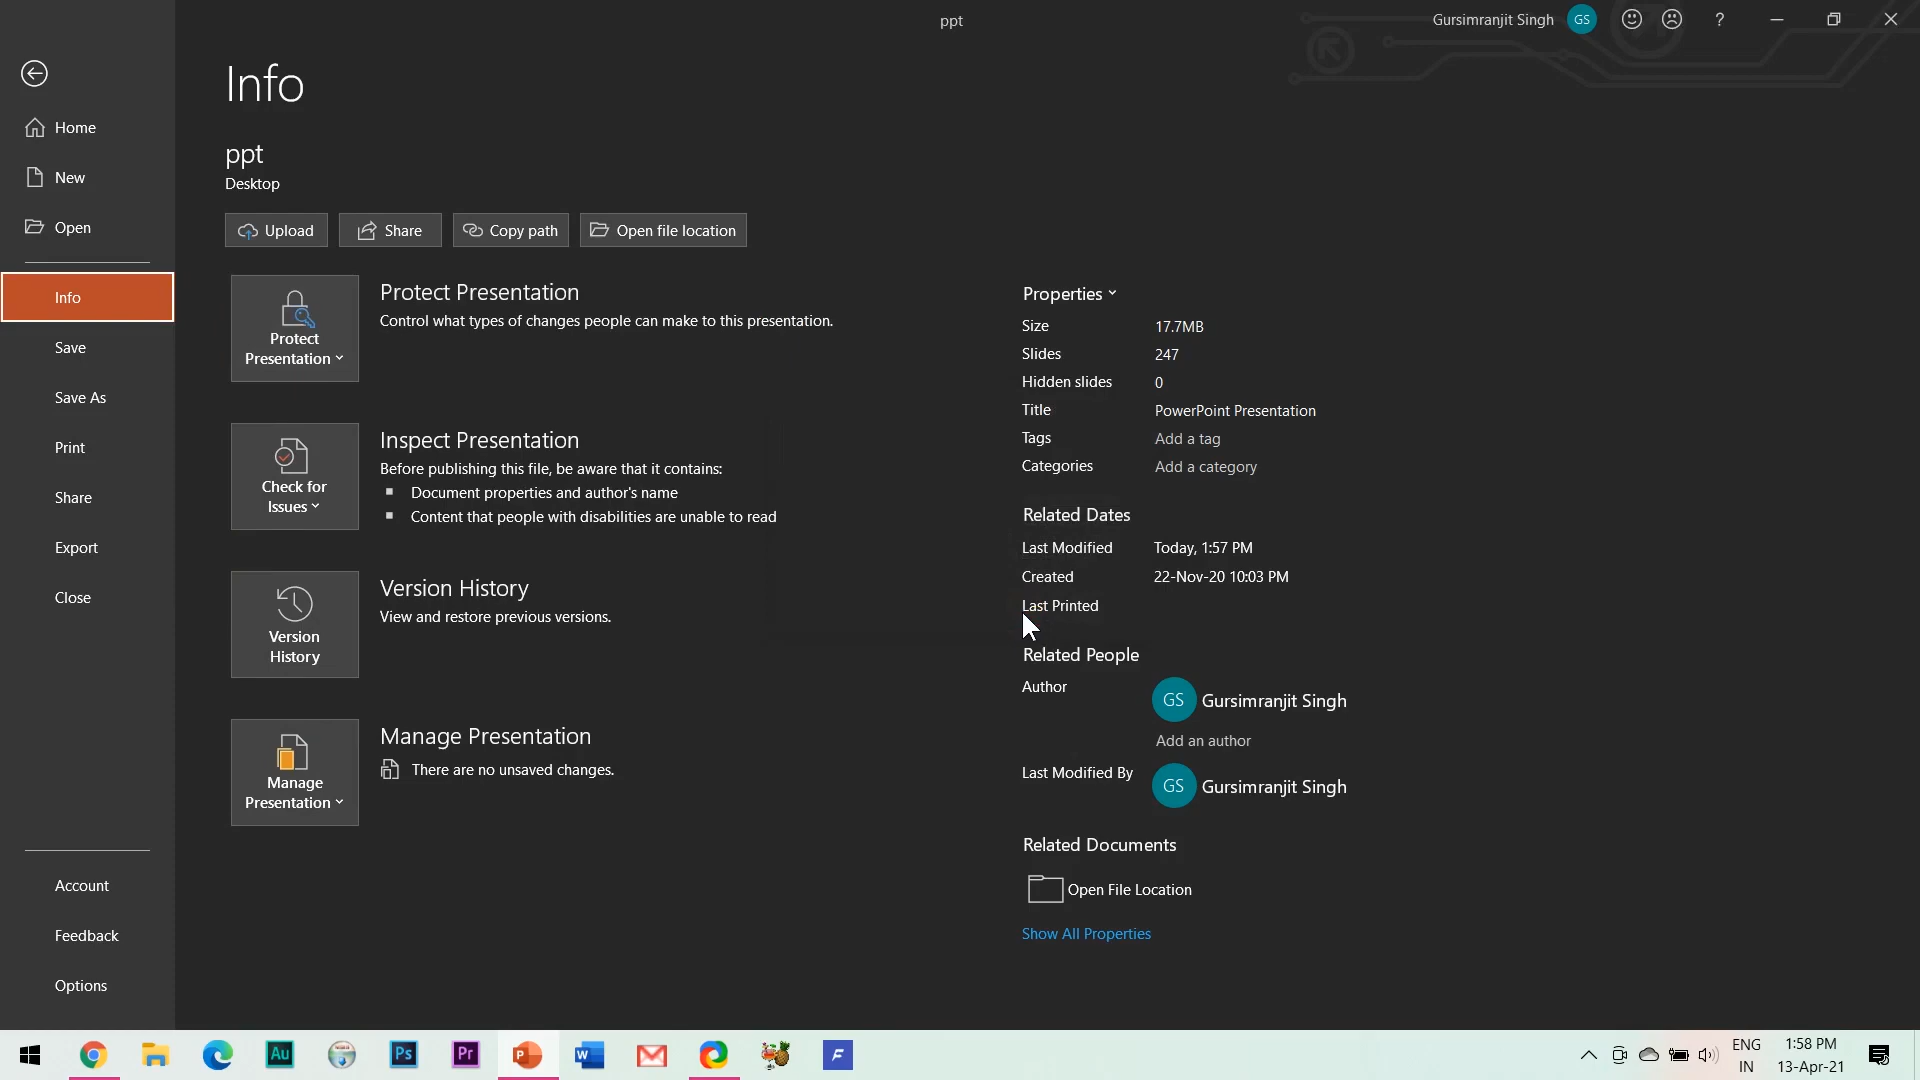 ppt
Gursimranjit Singh GS
?
Info
Home
New
Open
Info
Save
Save As
Print
Share
Export
Close
Account
Feedback
Options
ppt
Desktop
Upload
Share
Copy path
Open file location
Protect
Presentation
Protect Presentation
Control what types of changes people can make to this presentation.
Check for
Issues
Inspect Presentation
Before publishing this file, be aware that it contains:
Document properties and author's name
Content that people with disabilities are unable to read
Version
History
Version History
View and restore previous versions.
Manage
Presentation
Manage Presentation
There are no unsaved changes.
Properties
Size 17.7MB
Slides 247
Hidden slides 0
Title PowerPoint Presentation
Tags Add a tag
Categories Add a category
Related Dates
Last Modified Today, 1:57 PM
Created 22-Nov-20 10:03 PM
Last Printed
Related People
Author GS Gursimranjit Singh
Add an author
Last Modified By GS Gursimranjit Singh
Related Documents
Open File Location
Show All Properties
Au
Ps
Pr
P
W
F
ENG
IN
1:58 PM
13-Apr-21